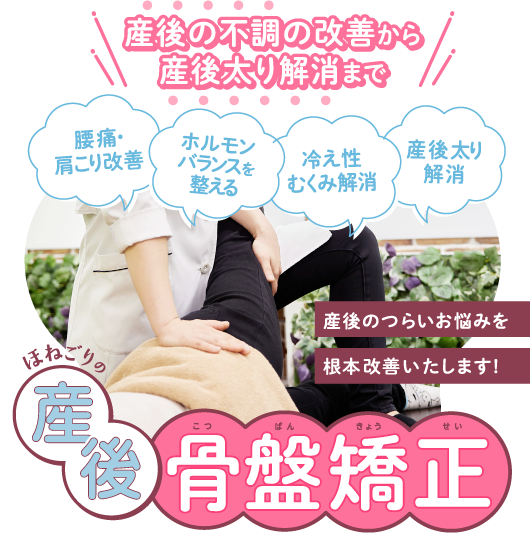 産後の不調の改善から
産後太り解消まで
腰痛・
肩こり改善
ホルモン
バランスを
整える
冷え性
むくみ解消
産後太り
解消
産後のつらいお悩みを
根本改善いたします!
ほねごりの
産後
こつ ばん きょう せい
骨盤矯正